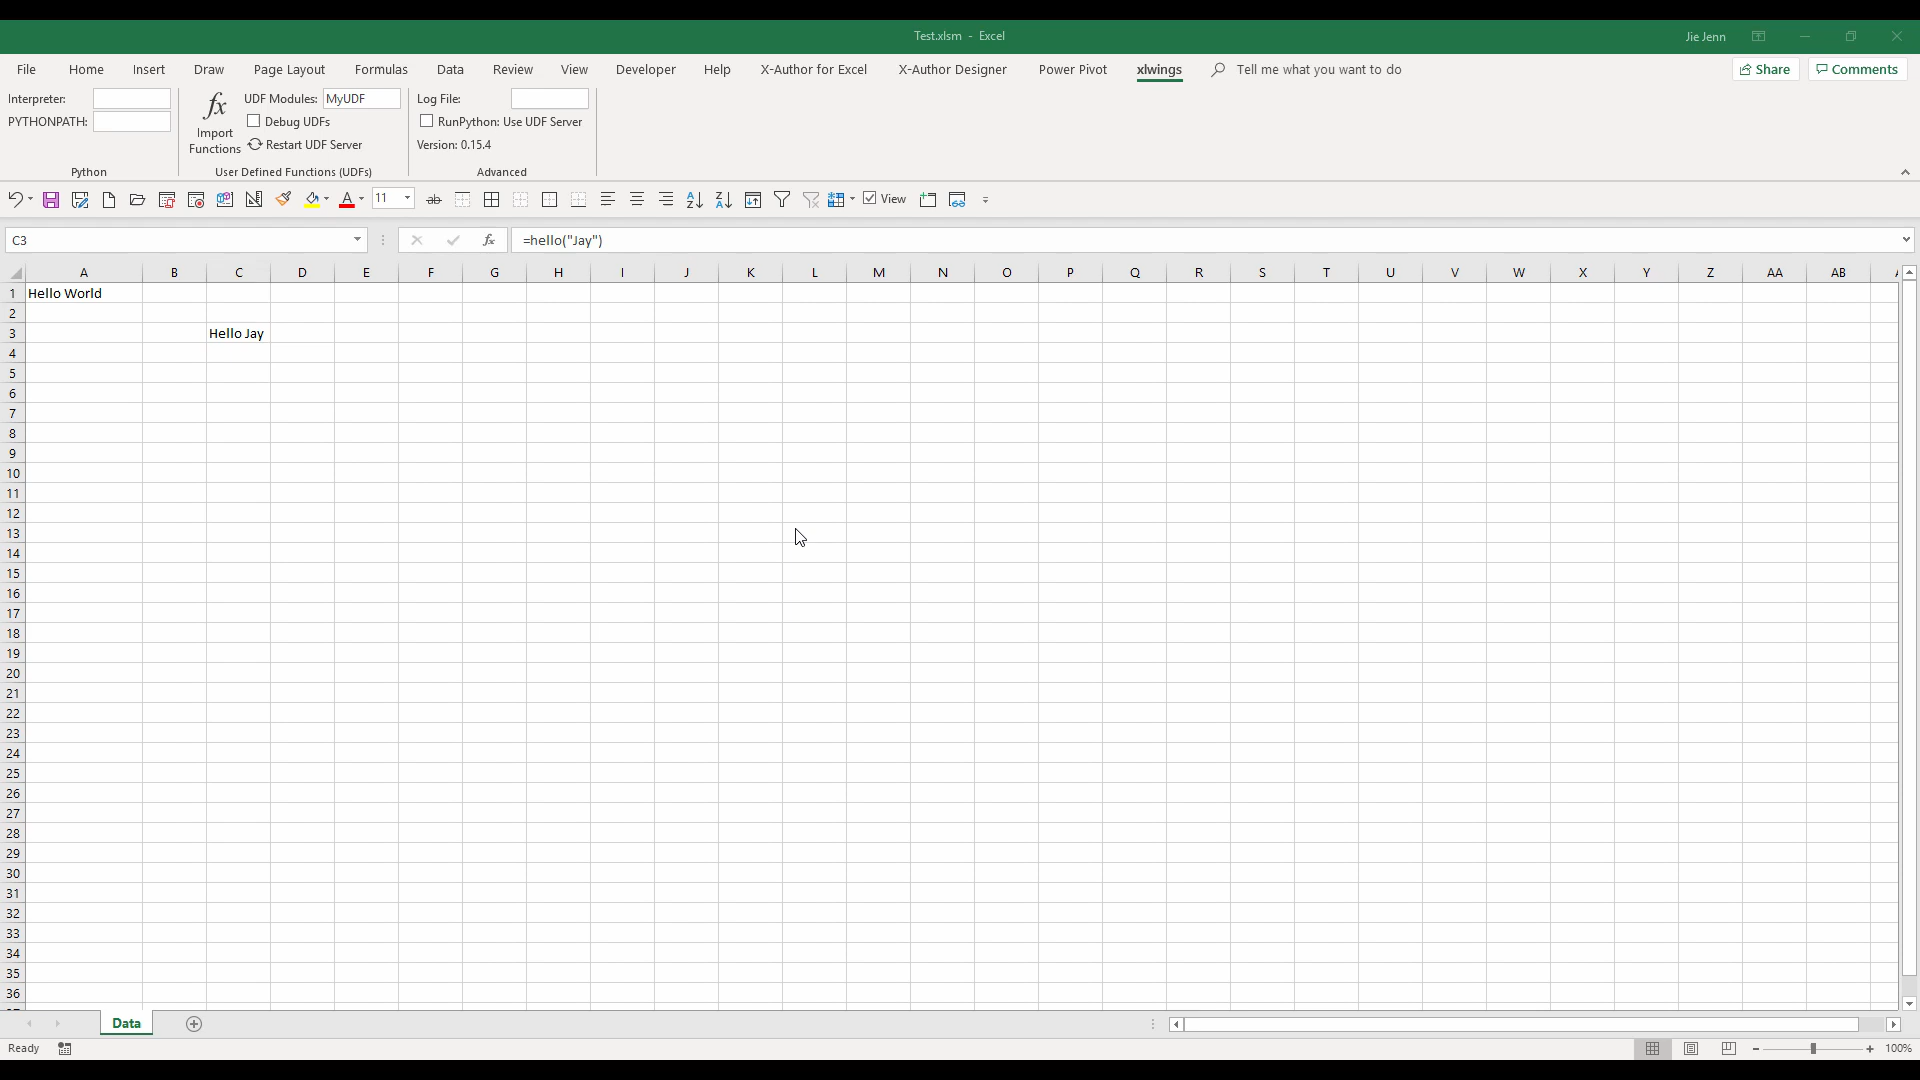 Test.xlsm - Excel
Jie Jenn
File Home Insert Draw Page Layout Formulas Data Review View Developer Help X-Author for Excel X-Author Designer Power Pivot xlwings Tell me what you want to do Share Comments
Interpreter:
PYTHONPATH:
Python
fx
Import
Functions
UDF Modules: MyUDF
Debug UDFs
Restart UDF Server
User Defined Functions (UDFs)
Log File:
RunPython: Use UDF Server
Version: 0.15.4
Advanced
A 11 ab View
C3 fx =hello("Jay")
A B C D E F G H I J K L M N O P Q R S T U V W X Y Z AA AB
1 Hello World
2
3 Hello Jay
4
5
6
7
8
9
10
11
12
13
14
15
16
17
18
19
20
21
22
23
24
25
26
27
28
29
30
31
32
33
34
35
36
Data
Ready
100%